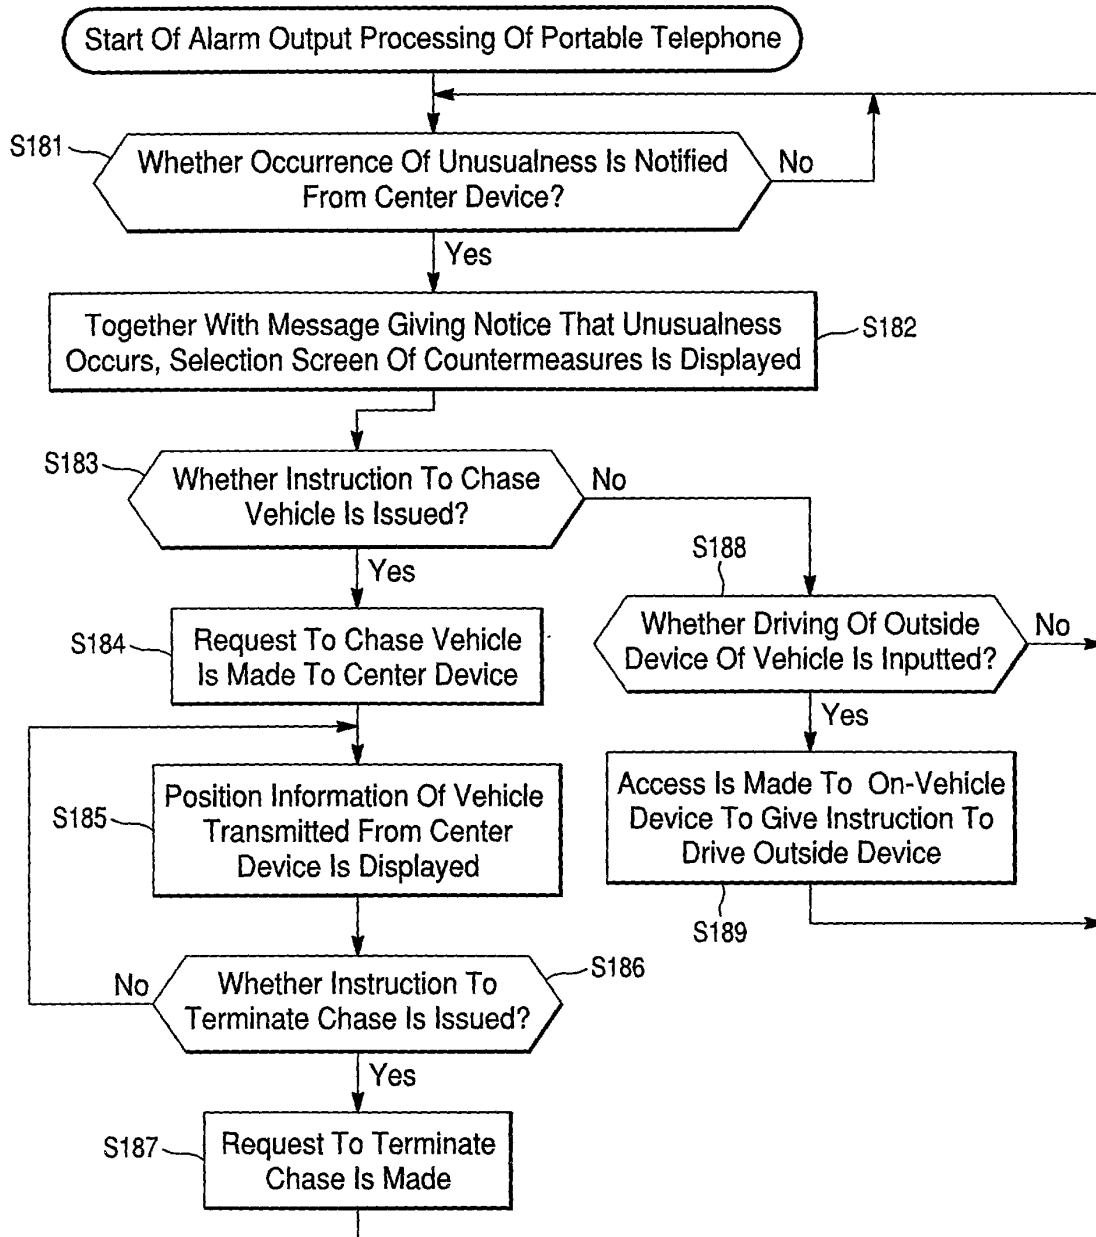 Start Of Alarm Output Processing Of Portable Telephone
S181
Whether Occurrence Of Unusualness Is Notified
From Center Device?
No
Yes
Together With Message Giving Notice That Unusualness
Occurs, Selection Screen Of Countermeasures Is Displayed
S182
S183
Whether Instruction To Chase
Vehicle Is Issued?
No
Yes
S184
Request To Chase Vehicle
Is Made To Center Device
S188
Whether Driving Of Outside
Device Of Vehicle Is Inputted?
No
Yes
S185
Position Information Of Vehicle
Transmitted From Center
Device Is Displayed
Access Is Made To On-Vehicle
Device To Give Instruction To
Drive Outside Device
S189
No
Whether Instruction To
Terminate Chase Is Issued?
S186
Yes
S187
Request To Terminate
Chase Is Made